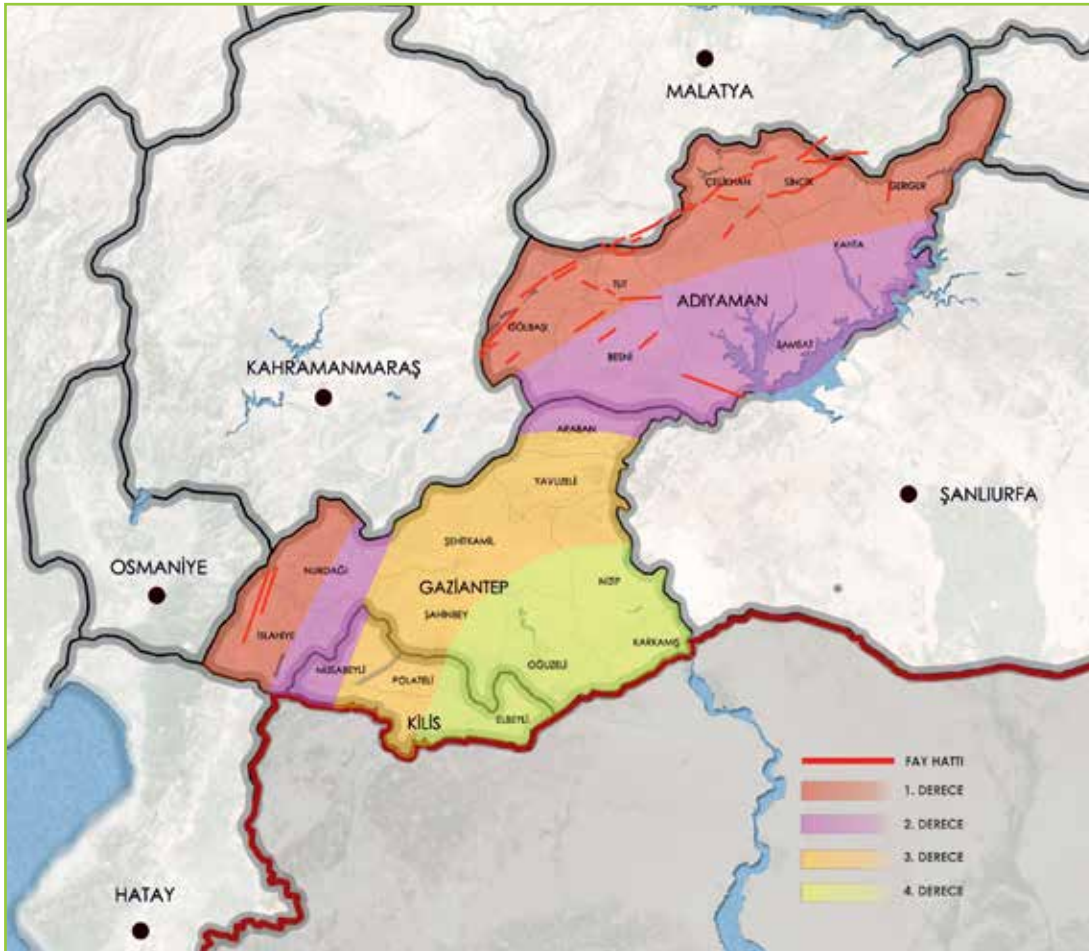 MALATYA
ÇELİKHAN
SİNCİK
GERGER
KAHTA
TUT
ADIYAMAN
GÖLBAŞI
BESNİ
SAMSAT
KAHRAMANMARAŞ
ARABAN
YAVUZELİ
ŞANLIURFA
ŞEHİTKAMİL
OSMANİYE
NURDAĞI
GAZİANTEP
NİZİP
ŞAHİNBEY
İSLAHİYE
KARKAMIŞ
MUSABEYLİ
OĞUZELİ
POLATELİ
KİLİS
ELBEYLİ
FAY HATTI
1. DERECE
2. DERECE
3. DERECE
4. DERECE
HATAY